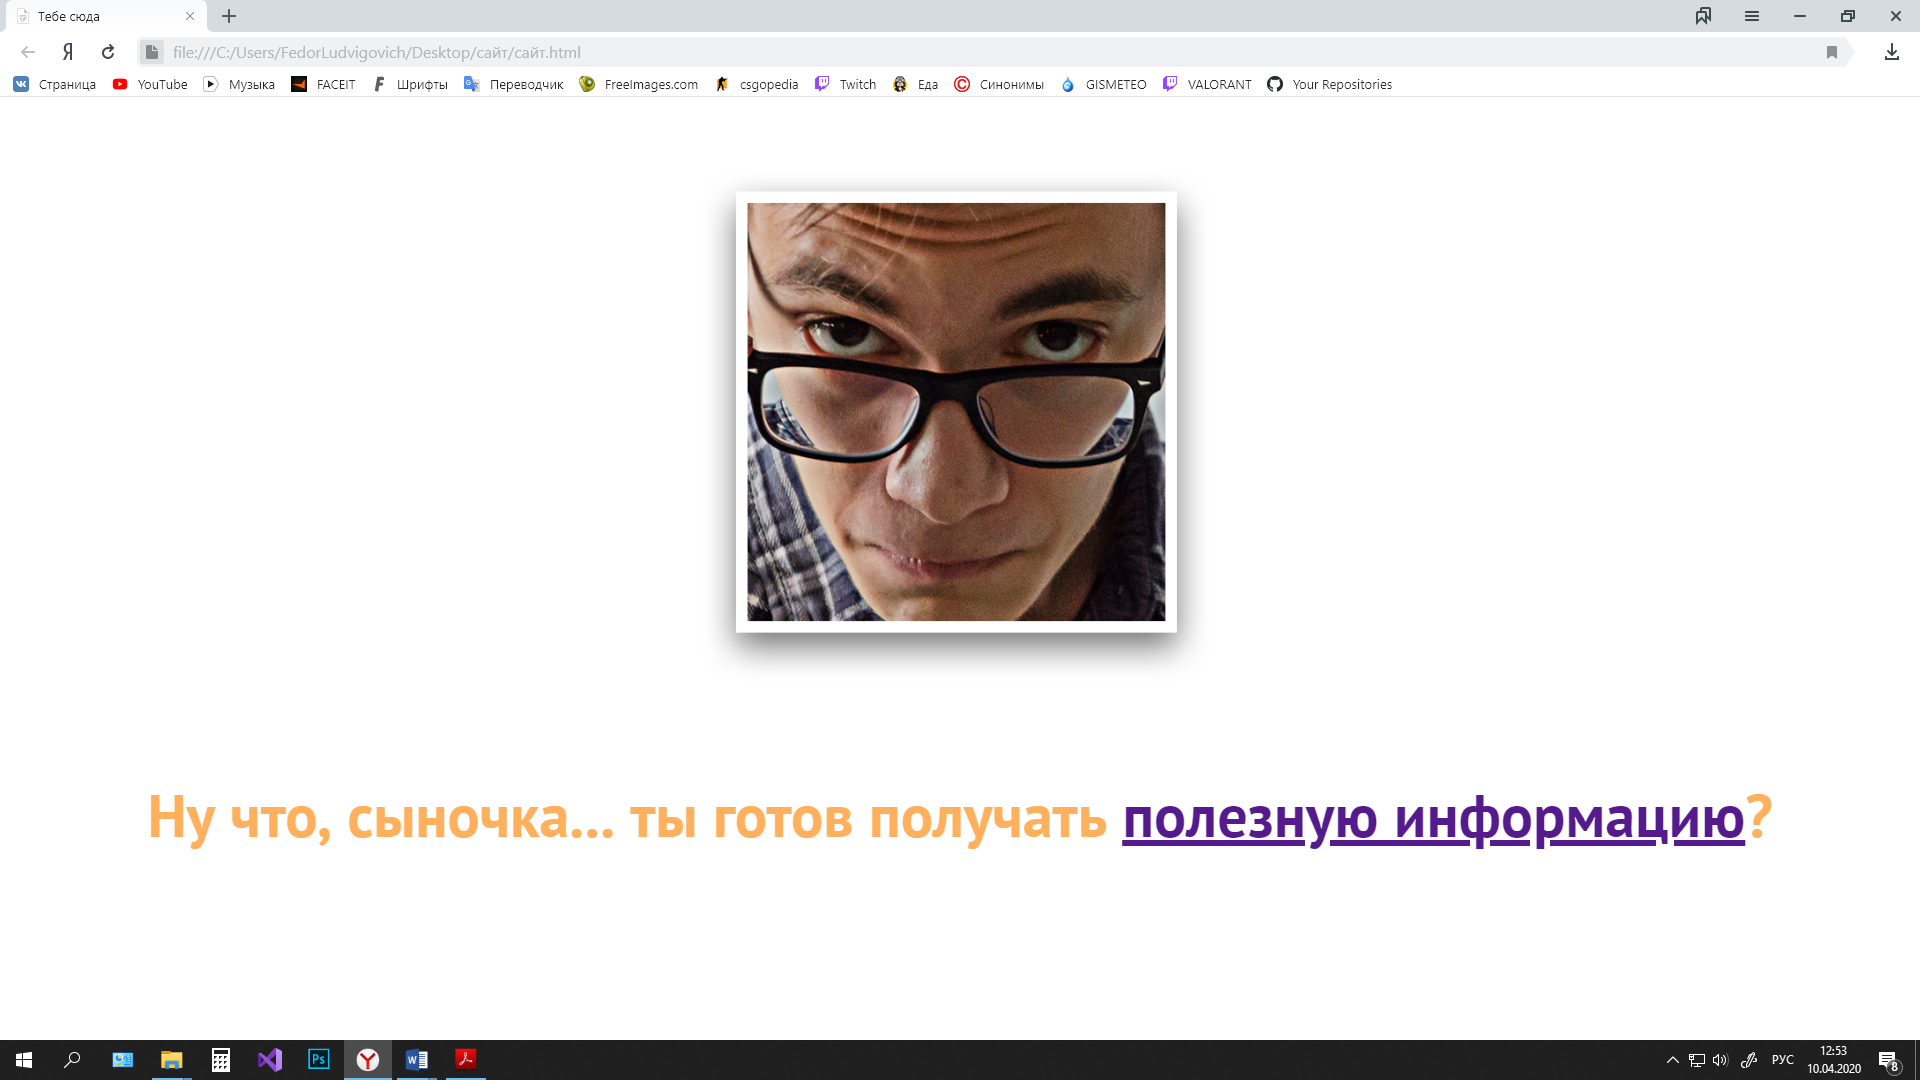 Тебе сюда
file:///C:/Users/FedorLudvigovich/Desktop/сайт/сайт.html
Страница YouTube Музыка FACEIT Шрифты Переводчик FreeImages.com csgopedia Twitch Еда Синонимы GISMETEO VALORANT Your Repositories
Ну что, сыночка... ты готов получать полезную информацию?
РУС
12:53
10.04.2020
8